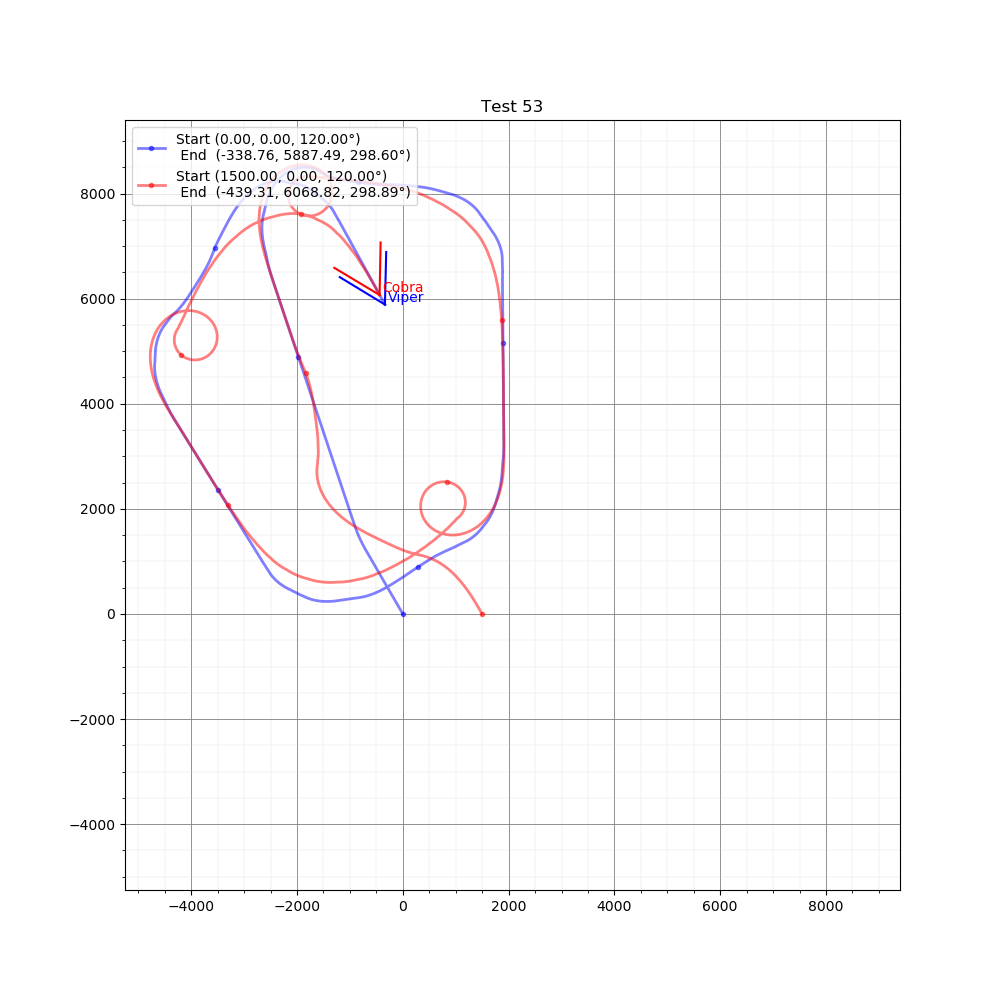 Test 53
Start (0.00, 0.00, 120.00°)
End (-338.76, 5887.49, 298.60°)
Start (1500.00, 0.00, 120.00°)
End (-439.31, 6068.82, 298.89°)
8000
6000
4000
2000
0
−2000
−4000
Cobra
Viper
−4000
−2000
0
2000
4000
6000
8000